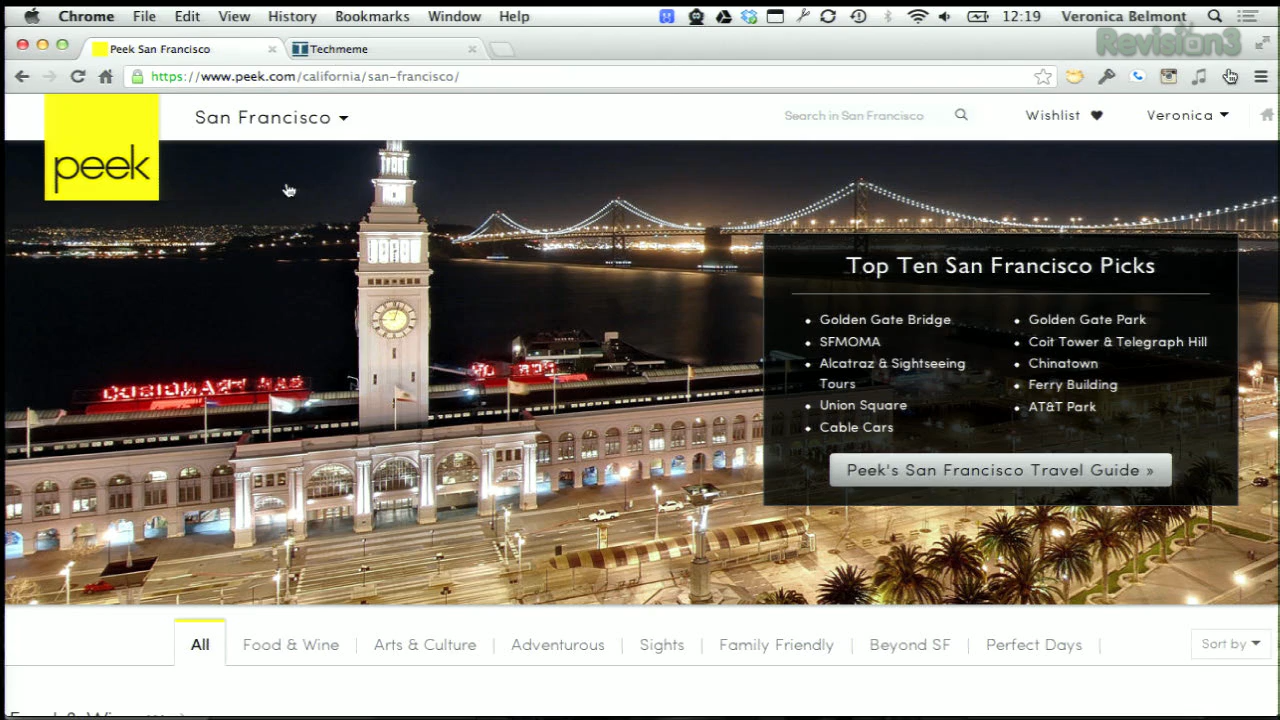 Chrome File Edit View History Bookmarks Window Help 12:19 Veronica Belmont
Revision3
Peek San Francisco Techmeme
https://www.peek.com/california/san-francisco/
peek
San Francisco
Search in San Francisco
Wishlist
Veronica
Top Ten San Francisco Picks
Golden Gate Bridge
SFMOMA
Alcatraz & Sightseeing
Tours
Union Square
Cable Cars
Golden Gate Park
Coit Tower & Telegraph Hill
Chinatown
Ferry Building
AT&T Park
Peek's San Francisco Travel Guide »
All Food & Wine Arts & Culture Adventurous Sights Family Friendly Beyond SF Perfect Days Sort by